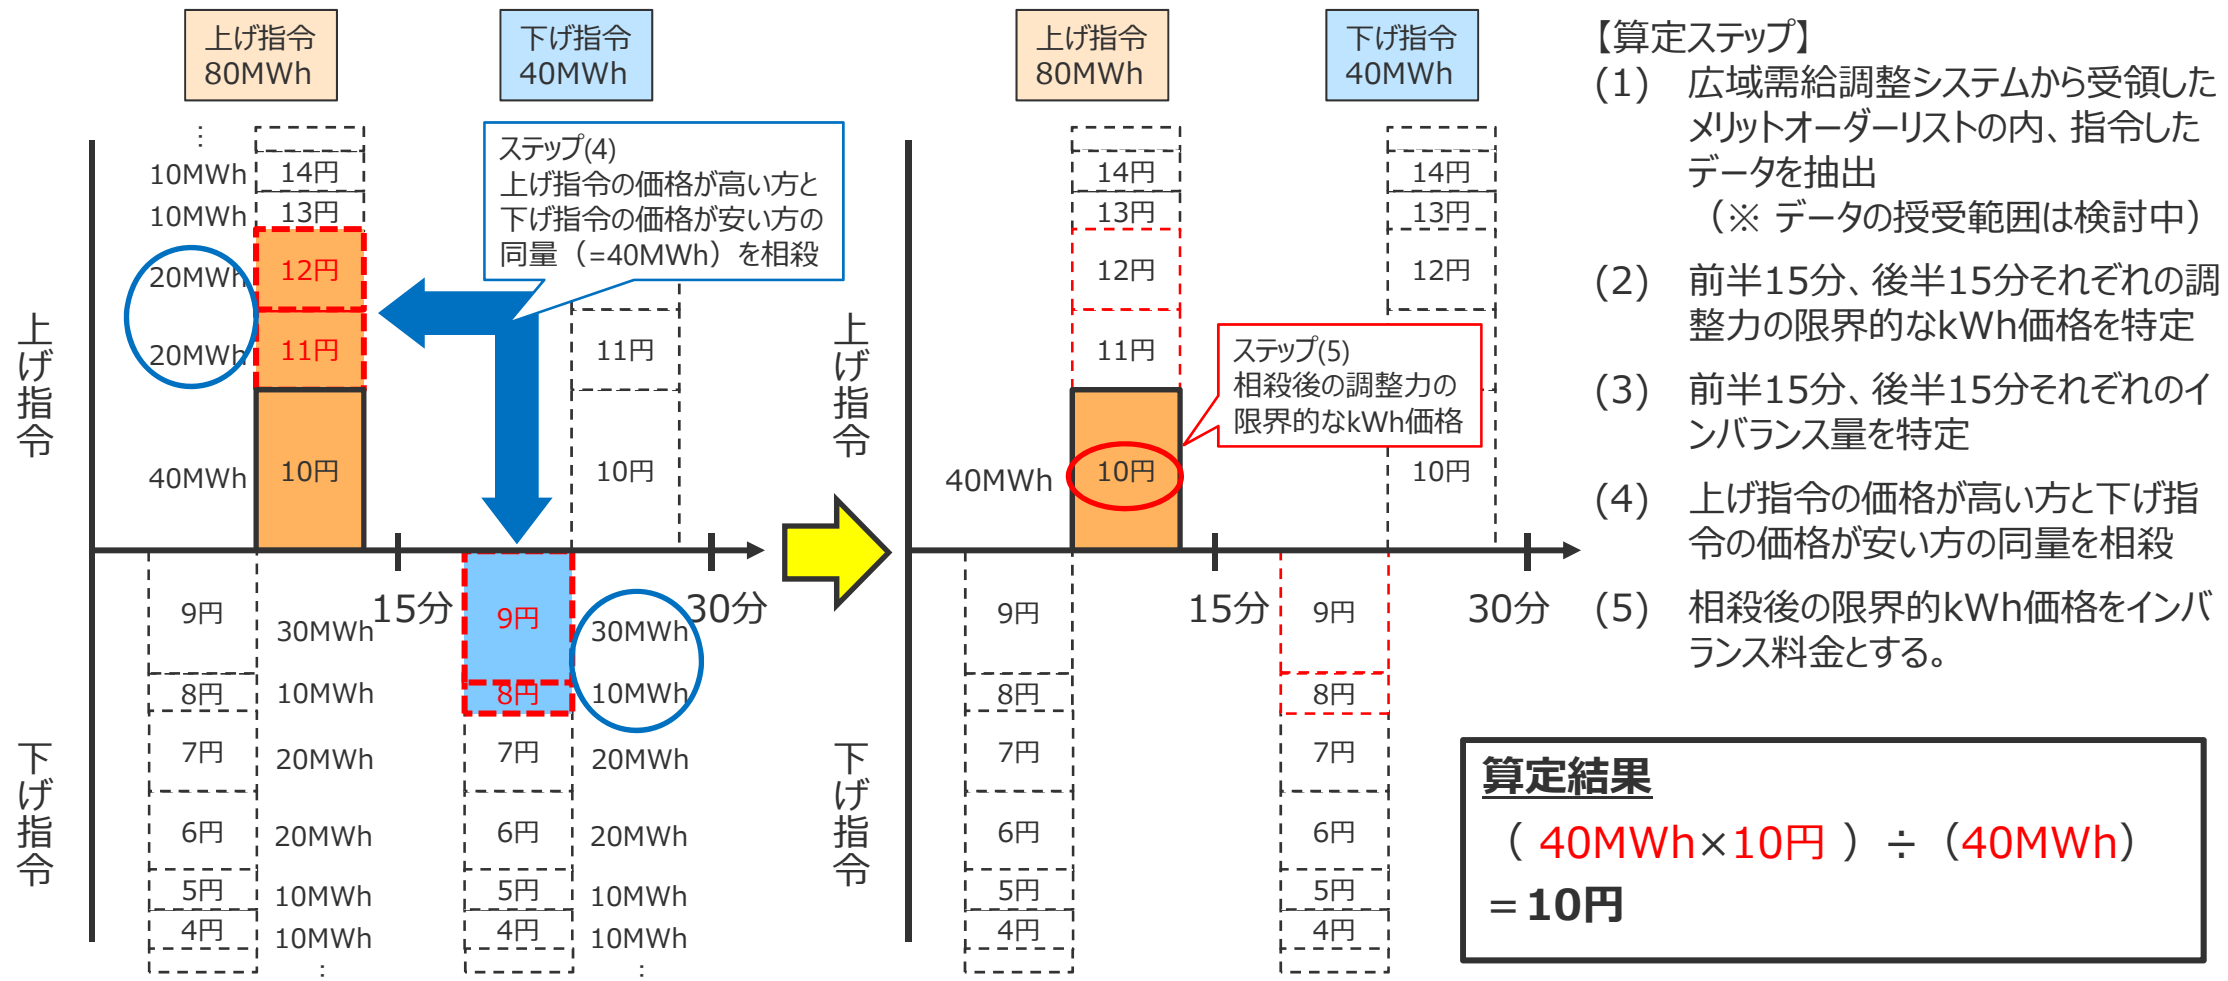 上げ指令
80MWh
下げ指令
40MWh
ステップ(4)
上げ指令の価格が高い方と
下げ指令の価格が安い方の
同量（=40MWh）を相殺
上げ指令
下げ指令
…
10MWh
14円
10MWh
13円
20MWh
12円
20MWh
11円
40MWh
10円
11円
10円
15分
30分
9円
30MWh
8円
10MWh
7円
20MWh
6円
20MWh
5円
10MWh
4円
10MWh
…
9円
30MWh
8円
10MWh
7円
20MWh
6円
20MWh
5円
10MWh
4円
10MWh
…
上げ指令
80MWh
下げ指令
40MWh
上げ指令
下げ指令
14円
13円
12円
11円
40MWh
10円
ステップ(5)
相殺後の調整力の
限界的なkWh価格
14円
13円
12円
10円
15分
30分
9円
8円
7円
6円
5円
4円
9円
8円
7円
6円
5円
4円
【算定ステップ】
(1) 広域需給調整システムから受領した
メリットオーダーリストの内、指令した
データを抽出
（※ データの授受範囲は検討中）
(2) 前半15分、後半15分それぞれの調
整力の限界的なkWh価格を特定
(3) 前半15分、後半15分それぞれのイ
ンバランス量を特定
(4) 上げ指令の価格が高い方と下げ指
令の価格が安い方の同量を相殺
(5) 相殺後の限界的kWh価格をインバ
ランス料金とする。
算定結果
（ 40MWh×10円 ）÷（40MWh）
＝10円